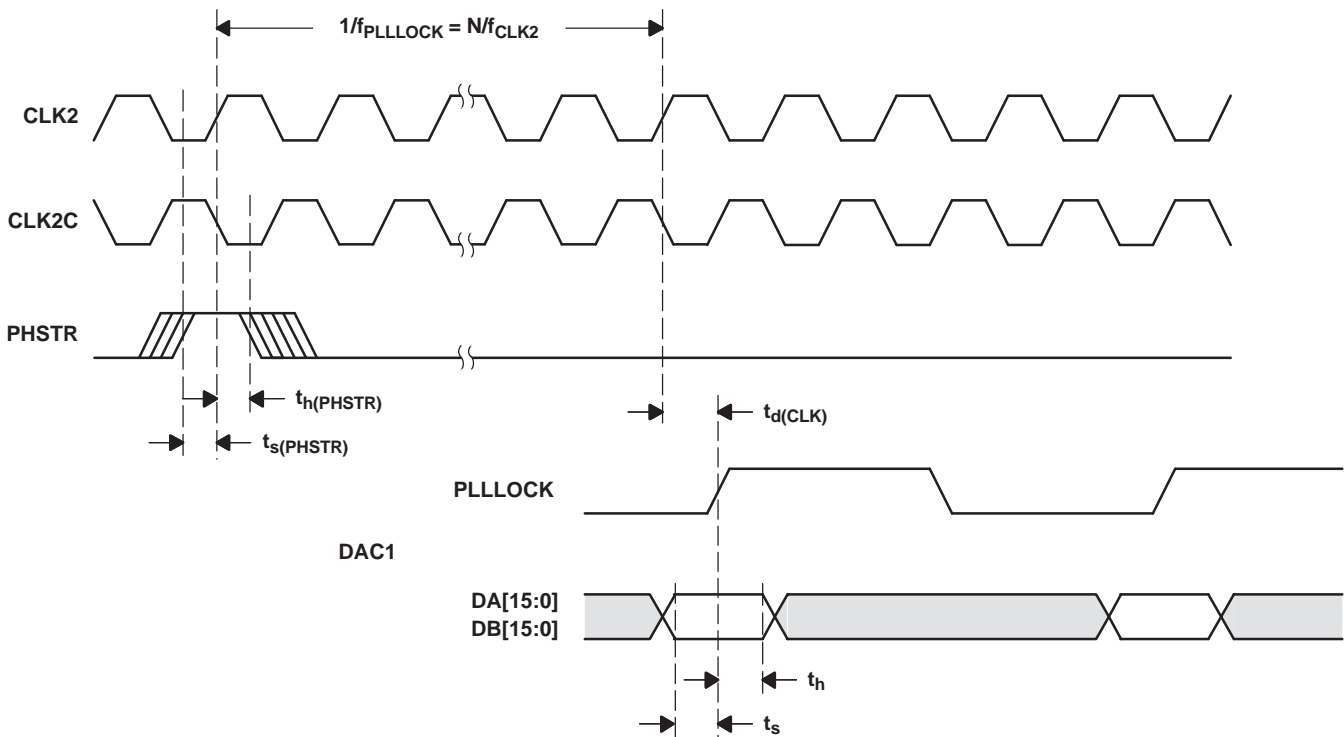 1/fPLLLOCK = N/fCLK2
CLK2
CLK2C
PHSTR
th(PHSTR)
td(CLK)
ts(PHSTR)
PLLLOCK
DAC1
DA[15:0]
DB[15:0]
th
ts